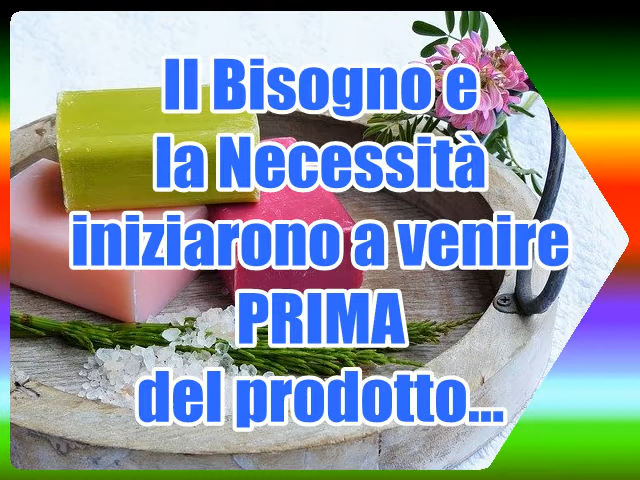 Il Bisogno e
la Necessità
iniziarono a venire
PRIMA
del prodotto...